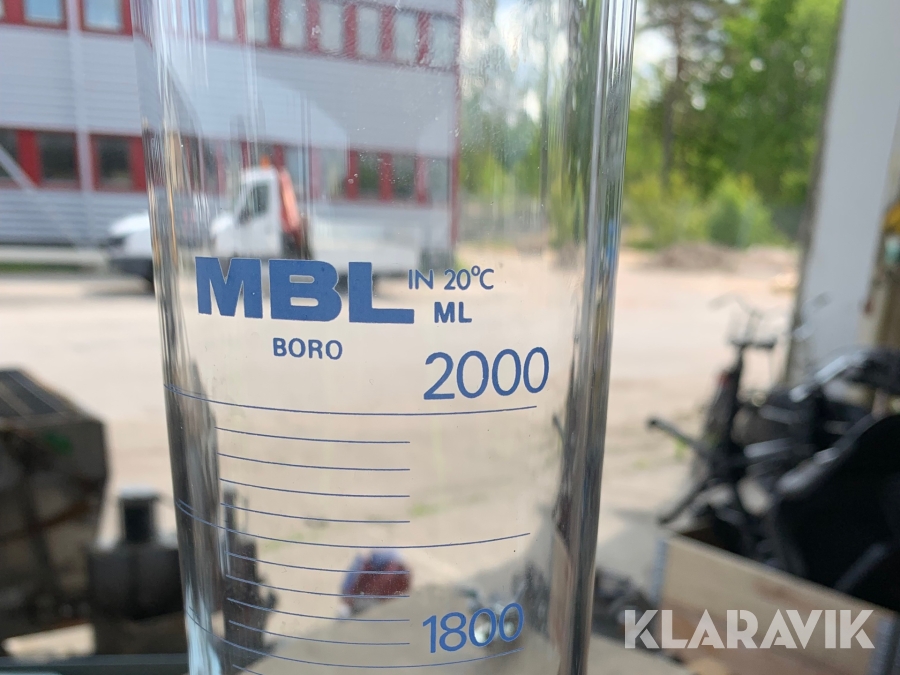 MBL IN 20°C
ML
BORO
2000
1800
KLARAVIK